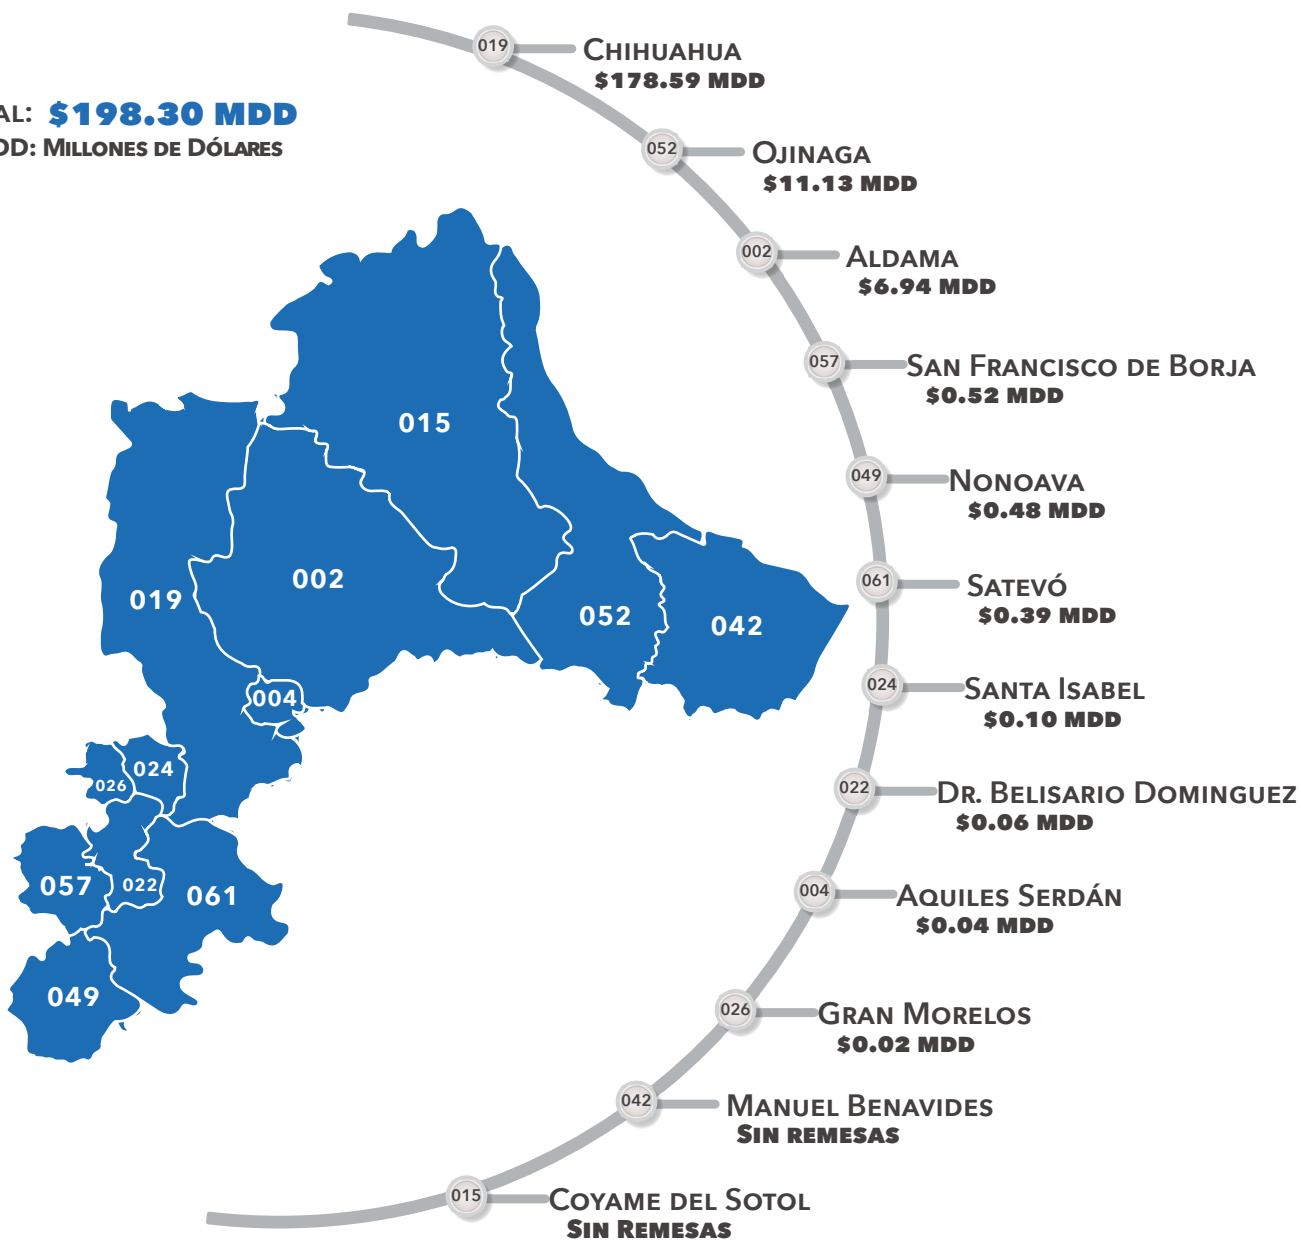 019
CHIHUAHUA
$178.59 MDD
AL: $198.30 MDD
DD: MILLONES DE DÓLARES
052
OJINAGA
$11.13 MDD
002
ALDAMA
$6.94 MDD
057
SAN FRANCISCO DE BORJA
$0.52 MDD
049
NONOAVA
$0.48 MDD
061
SATEVÓ
$0.39 MDD
024
SANTA ISABEL
$0.10 MDD
022
DR. BELISARIO DOMINGUEZ
$0.06 MDD
004
AQUILES SERDÁN
$0.04 MDD
026
GRAN MORELOS
$0.02 MDD
042
MANUEL BENAVIDES
SIN REMESAS
015
COYAME DEL SOTOL
SIN REMESAS
015
002
019
052
042
004
024
026
057
022
061
049